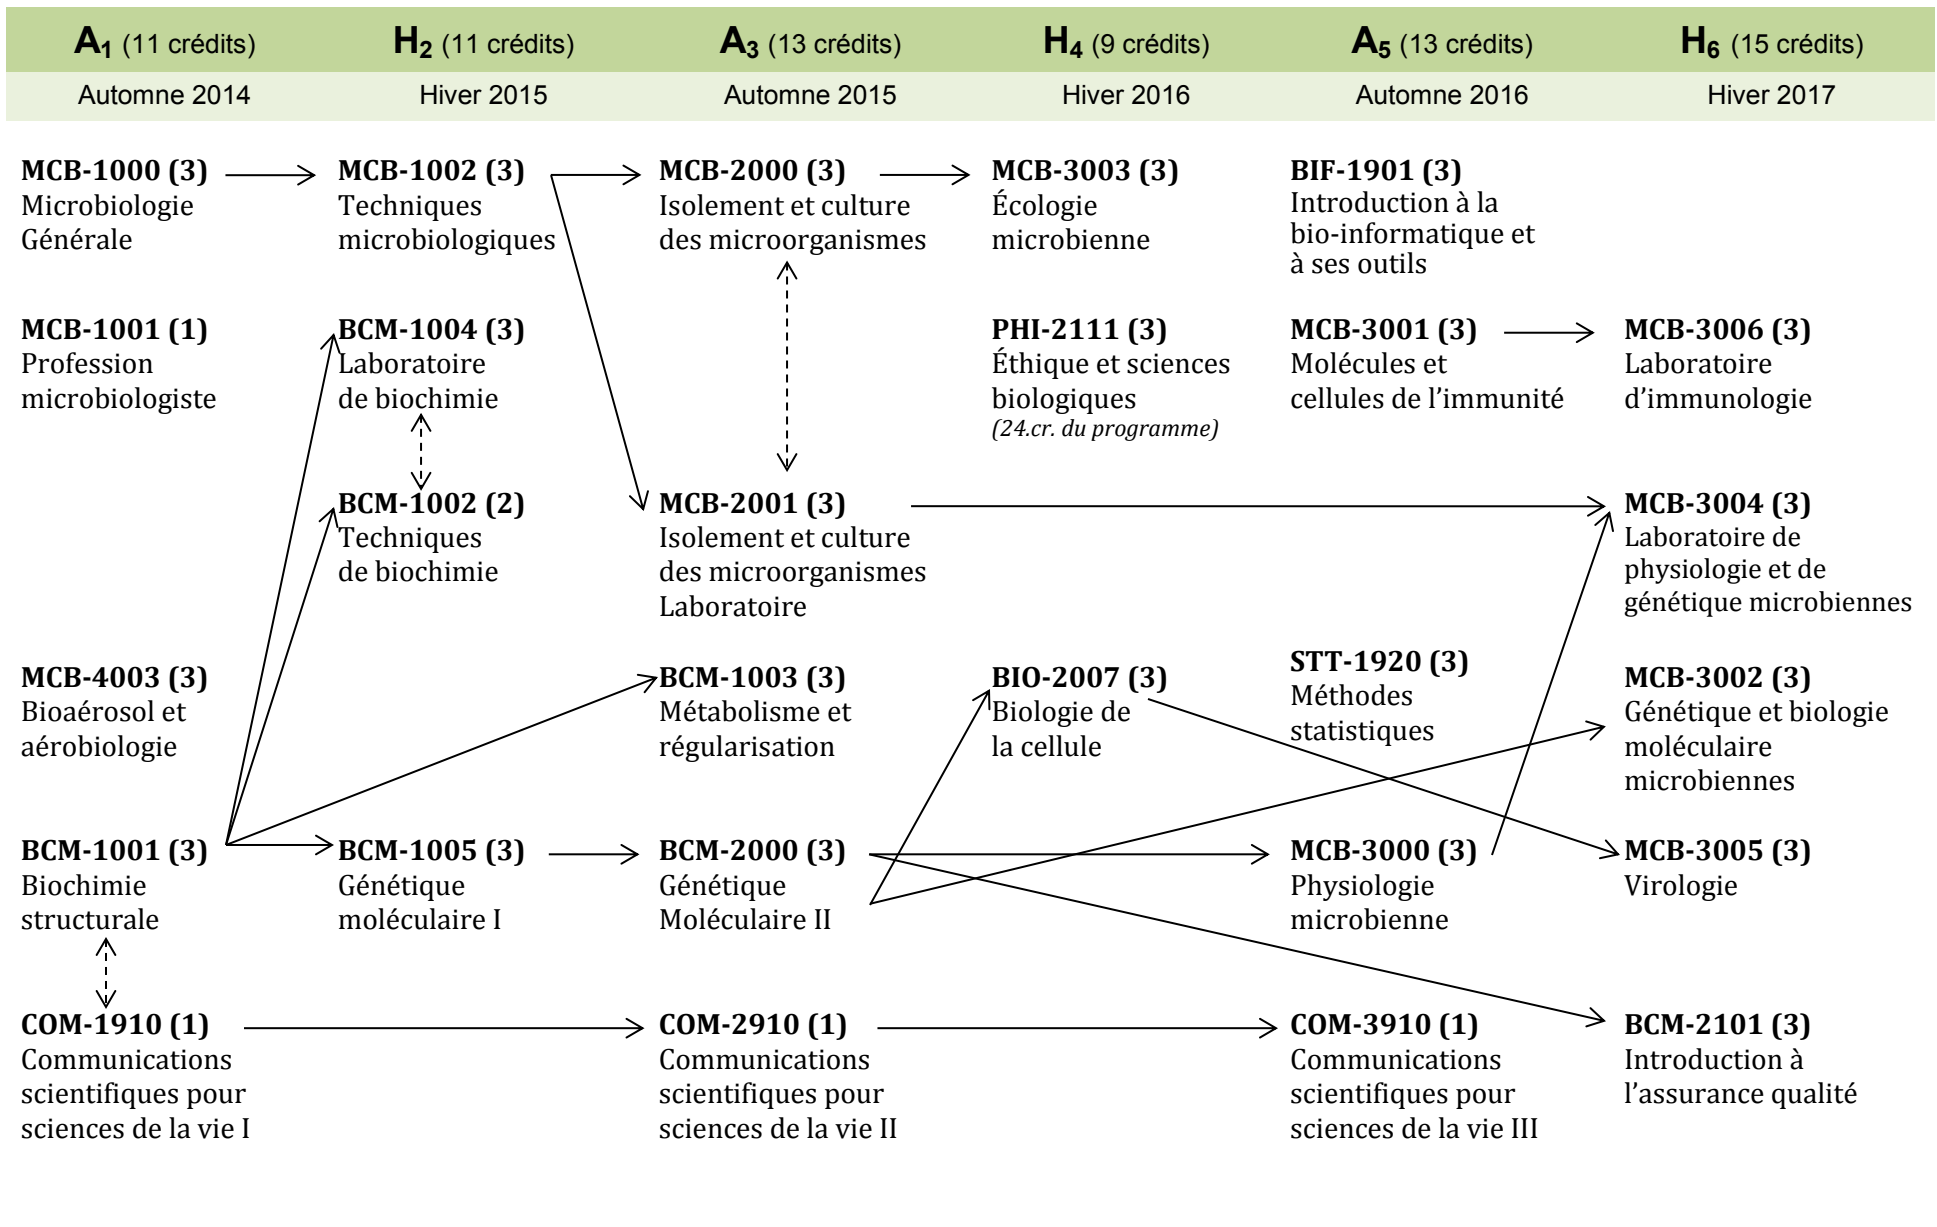 A1 (11 crédits)
H2 (11 crédits)
A3 (13 crédits)
H4 (9 crédits)
A5 (13 crédits)
H6 (15 crédits)
Automne 2014
Hiver 2015
Automne 2015
Hiver 2016
Automne 2016
Hiver 2017
MCB-1000 (3)
Microbiologie
Générale
MCB-1002 (3)
Techniques
microbiologiques
MCB-2000 (3)
Isolement et culture
des microorganismes
MCB-3003 (3)
Écologie
microbienne
BIF-1901 (3)
Introduction à la
bio-informatique et
à ses outils
MCB-1001 (1)
Profession
microbiologiste
BCM-1004 (3)
Laboratoire
de biochimie
PHI-2111 (3)
Éthique et sciences
biologiques
(24.cr. du programme)
MCB-3001 (3)
Molécules et
cellules de l’immunité
MCB-3006 (3)
Laboratoire
d’immunologie
BCM-1002 (2)
Techniques
de biochimie
MCB-2001 (3)
Isolement et culture
des microorganismes
Laboratoire
MCB-3004 (3)
Laboratoire de
physiologie et de
génétique microbiennes
MCB-4003 (3)
Bioaérosol et
aérobiologie
BCM-1003 (3)
Métabolisme et
régularisation
BIO-2007 (3)
Biologie de
la cellule
STT-1920 (3)
Méthodes
statistiques
MCB-3002 (3)
Génétique et biologie
moléculaire
microbiennes
BCM-1001 (3)
Biochimie
structurale
BCM-1005 (3)
Génétique
moléculaire I
BCM-2000 (3)
Génétique
Moléculaire II
MCB-3000 (3)
Physiologie
microbienne
MCB-3005 (3)
Virologie
COM-1910 (1)
Communications
scientifiques pour
sciences de la vie I
COM-2910 (1)
Communications
scientifiques pour
sciences de la vie II
COM-3910 (1)
Communications
scientifiques pour
sciences de la vie III
BCM-2101 (3)
Introduction à
l’assurance qualité